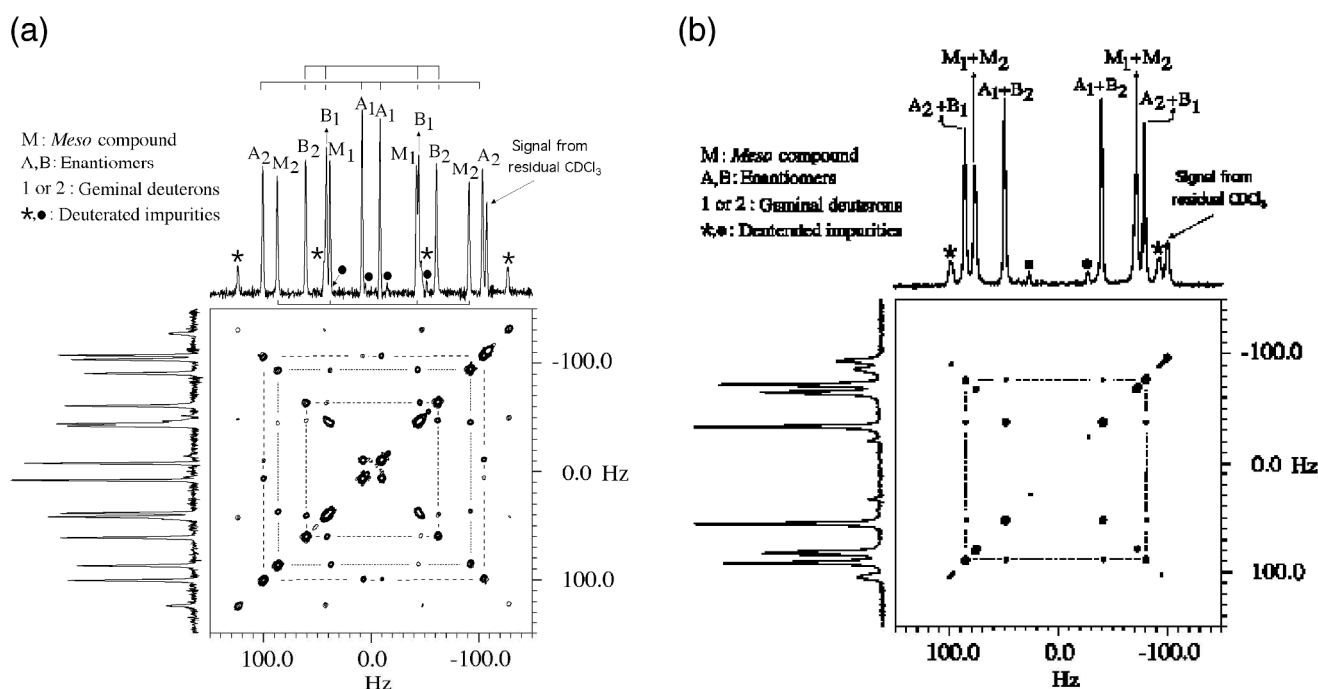 (a)
A₁ A₁
B₁ B₁
A₂ M₂ B₂ M₁ M₁ B₂ M₂ A₂
Signal from
residual CDCl₃
M : Meso compound
A,B: Enantiomers
1 or 2 : Geminal deuterons
*,● : Deuterated impurities
* * ● ● ● * ● *
-100.0
0.0 Hz
100.0
100.0 0.0 -100.0
Hz
(b)
M₁+M₂ M₁+M₂
A₂+B₁ A₁+B₂ A₁+B₂ A₂+B₁
M : Meso compound
A,B: Enantiomers
1 or 2 : Geminal deuterons
*,● : Deuterated impurities
Signal from
residual CDCl₃
* ● ● *
-100.0
0.0 Hz
100.0
100.0 0.0 -100.0
Hz